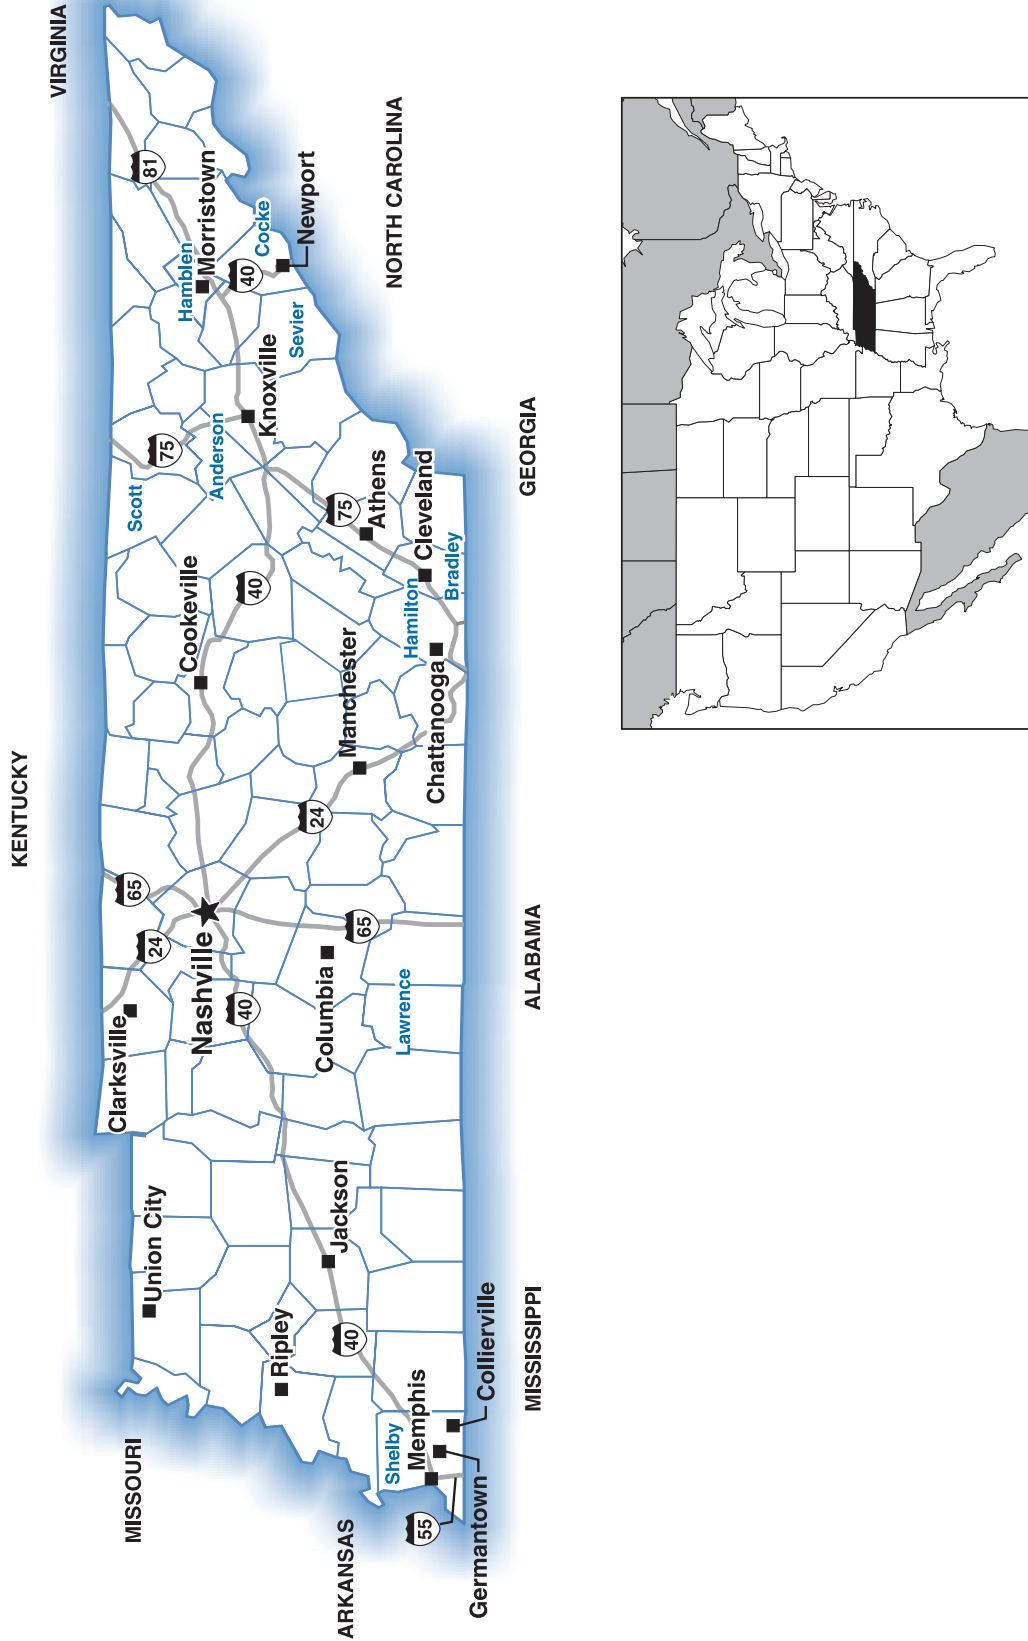 KENTUCKY
VIRGINIA
MISSOURI
ARKANSAS
MISSISSIPPI
ALABAMA
GEORGIA
NORTH CAROLINA
Union City
Ripley
Jackson
40
Shelby
Memphis
55
Germantown
Collierville
Clarksville
24
65
Nashville
40
Columbia
65
Lawrence
24
Manchester
Cookeville
40
Chattanooga
Hamilton
Cleveland
Bradley
Athens
75
Scott
75
Anderson
Knoxville
Sevier
Hamblen
Morristown
81
40
Cocke
Newport